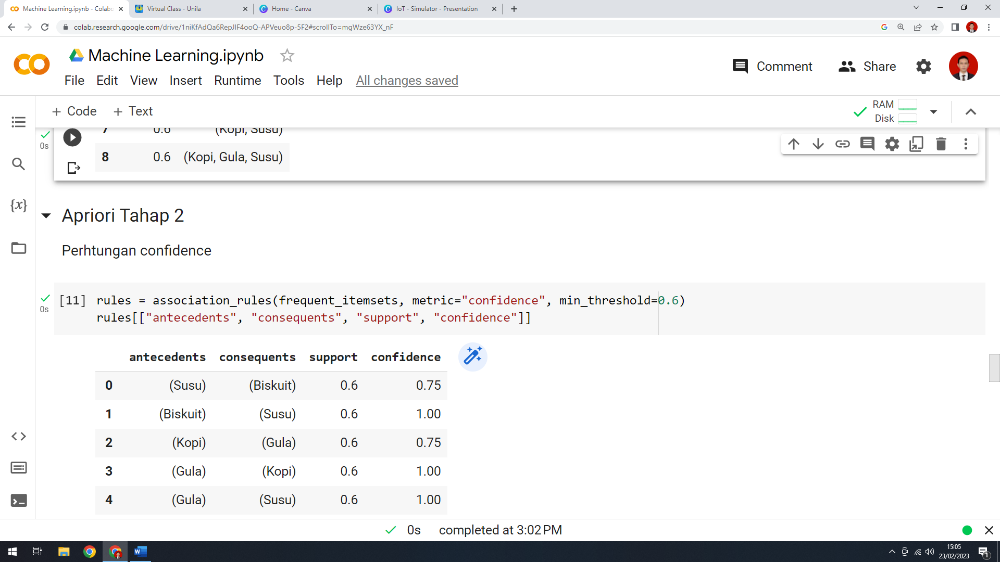 Machine Learning.ipynb - Colabo
Virtual Class - Unila
Home - Canva
IoT - Simulator - Presentation
colab.research.google.com/drive/1niKfAdQa6RepJIF4ooQ-APVeuo8p-5F2#scrollTo=mgWze63YX_nF
Machine Learning.ipynb
Comment
Share
File Edit View Insert Runtime Tools Help All changes saved
+ Code + Text
RAM
Disk
7 0.6 (Kopi, Susu)
0s
8 0.6 (Kopi, Gula, Susu)
{x}
Apriori Tahap 2
Perhtungan confidence
[11] rules = association_rules(frequent_itemsets, metric="confidence", min_threshold=0.6)
0s
rules[["antecedents", "consequents", "support", "confidence"]]
antecedents consequents support confidence
0 (Susu) (Biskuit) 0.6 0.75
1 (Biskuit) (Susu) 0.6 1.00
2 (Kopi) (Gula) 0.6 0.75
3 (Gula) (Kopi) 0.6 1.00
4 (Gula) (Susu) 0.6 1.00
0s completed at 3:02 PM
15:05
23/02/2023
1